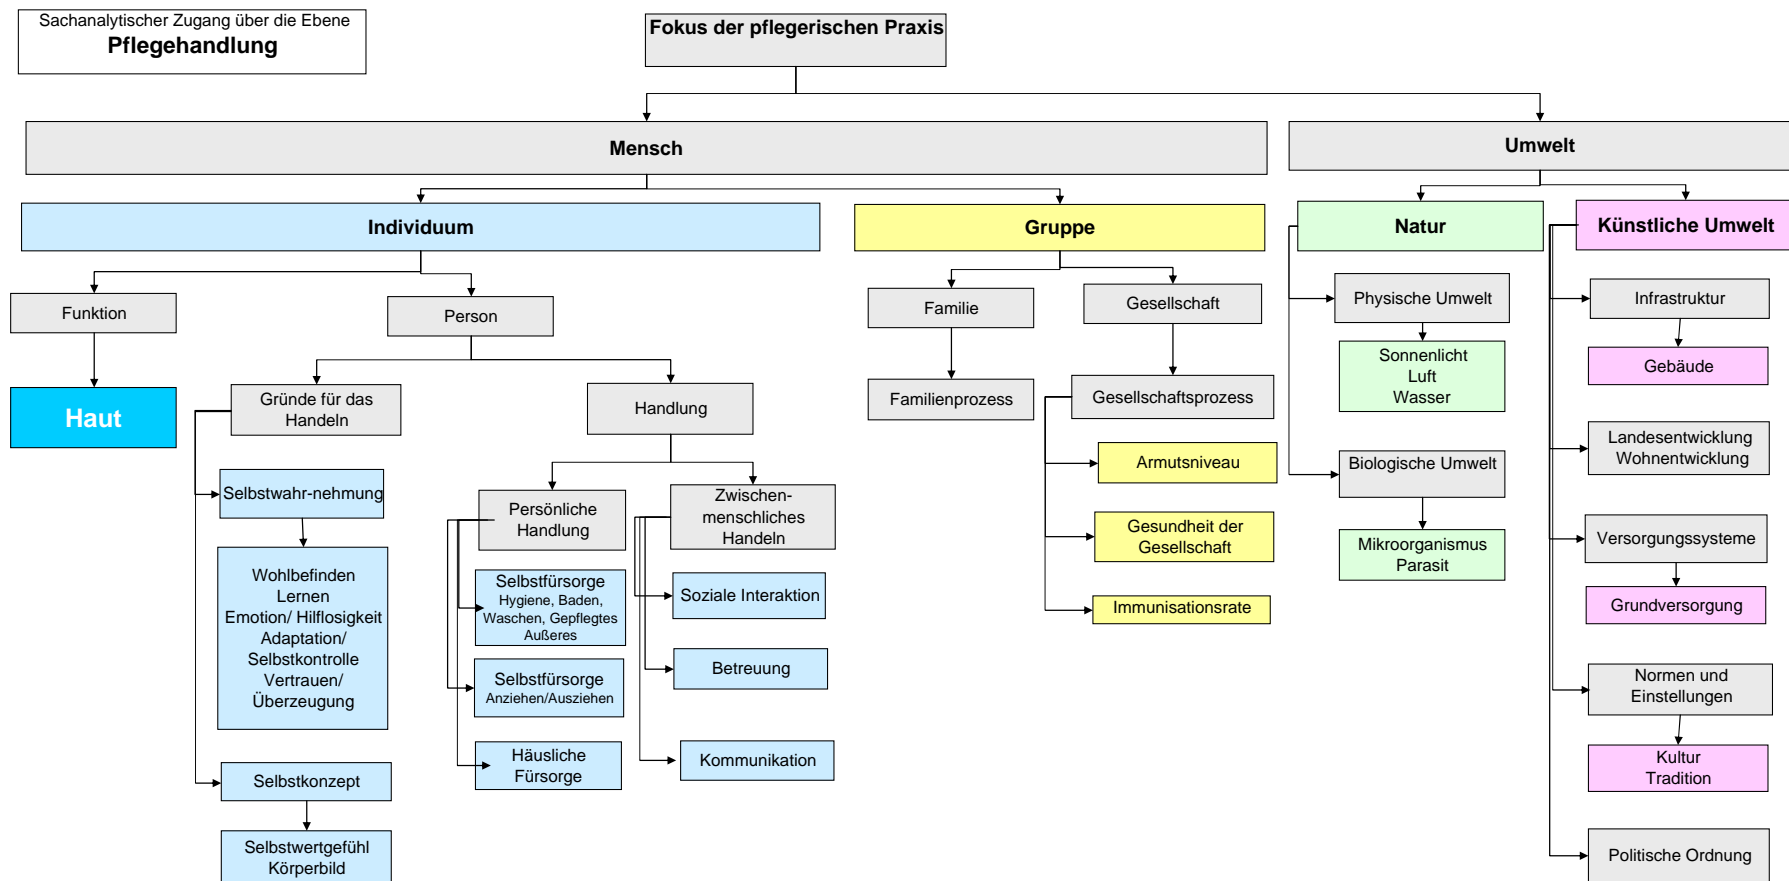 Sachanalytischer Zugang über die Ebene
Pflegehandlung
Fokus der pflegerischen Praxis
Mensch
Umwelt
Individuum
Gruppe
Natur
Künstliche Umwelt
Funktion
Person
Familie
Gesellschaft
Physische Umwelt
Infrastruktur
Haut
Gründe für das
Handeln
Handlung
Familienprozess
Gesellschaftsprozess
Sonnenlicht
Luft
Wasser
Gebäude
Selbstwahr-nehmung
Persönliche
Handlung
Zwischen-
menschliches
Handeln
Armutsniveau
Biologische Umwelt
Landesentwicklung
Wohnentwicklung
Wohlbefinden
Lernen
Emotion/ Hilflosigkeit
Adaptation/
Selbstkontrolle
Vertrauen/
Überzeugung
Selbstfürsorge
Hygiene, Baden,
Waschen, Gepflegtes
Außeres
Soziale Interaktion
Gesundheit der
Gesellschaft
Mikroorganismus
Parasit
Versorgungssysteme
Immunisationsrate
Grundversorgung
Selbstfürsorge
Anziehen/Ausziehen
Betreuung
Normen und
Einstellungen
Häusliche
Fürsorge
Kommunikation
Kultur
Tradition
Selbstkonzept
Selbstwertgefühl
Körperbild
Politische Ordnung